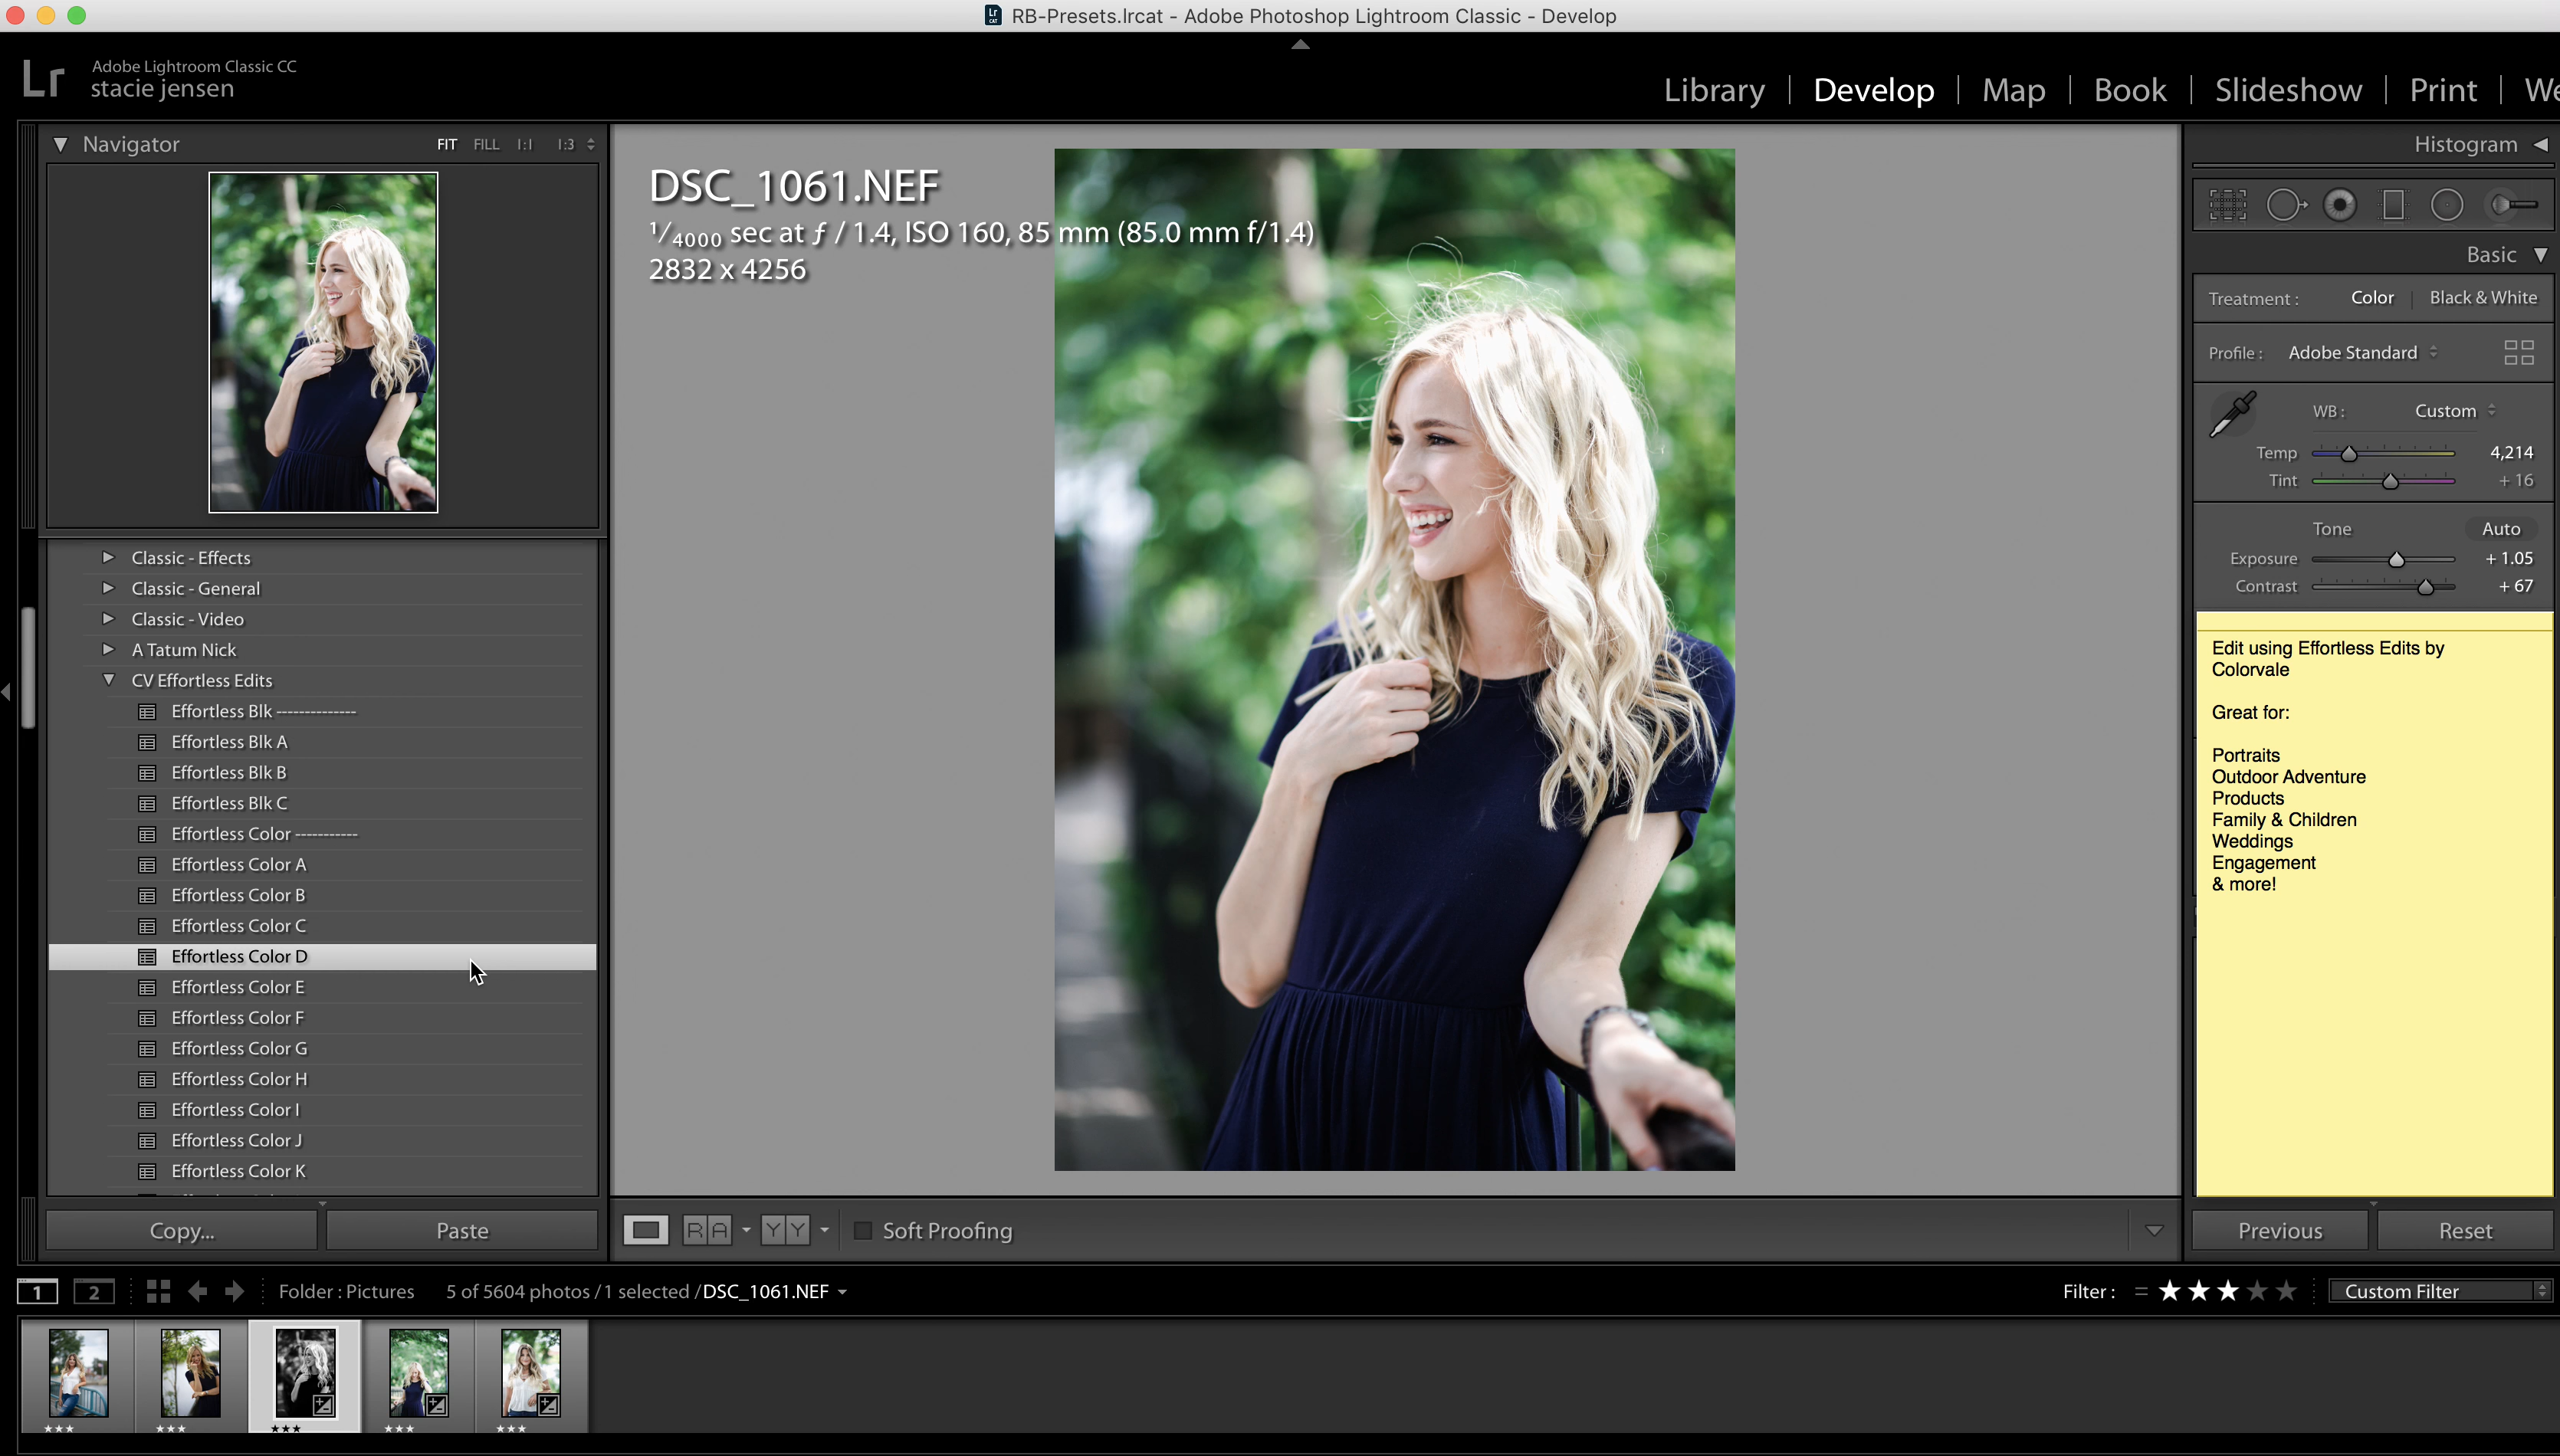 RB-Presets.lrcat - Adobe Photoshop Lightroom Classic - Develop
Lr
Adobe Lightroom Classic CC
stacie jensen
Library | Develop | Map | Book | Slideshow | Print | We
Navigator FIT FILL 1:1 1:3
Classic - Effects
Classic - General
Classic - Video
A Tatum Nick
CV Effortless Edits
Effortless Blk --------------
Effortless Blk A
Effortless Blk B
Effortless Blk C
Effortless Color -----------
Effortless Color A
Effortless Color B
Effortless Color C
Effortless Color D
Effortless Color E
Effortless Color F
Effortless Color G
Effortless Color H
Effortless Color I
Effortless Color J
Effortless Color K
Copy... Paste
DSC_1061.NEF
1/4000 sec at ƒ / 1.4, ISO 160, 85 mm (85.0 mm f/1.4)
2832 x 4256
R A Y Y Soft Proofing
Histogram
Basic
Treatment : Color Black & White
Profile : Adobe Standard
WB : Custom
Temp 4,214
Tint + 16
Tone Auto
Exposure + 1.05
Contrast + 67
Edit using Effortless Edits by
Colorvale
Great for:
Portraits
Outdoor Adventure
Products
Family & Children
Weddings
Engagement
& more!
Previous Reset
1 2 Folder : Pictures 5 of 5604 photos / 1 selected / DSC_1061.NEF Filter : Custom Filter